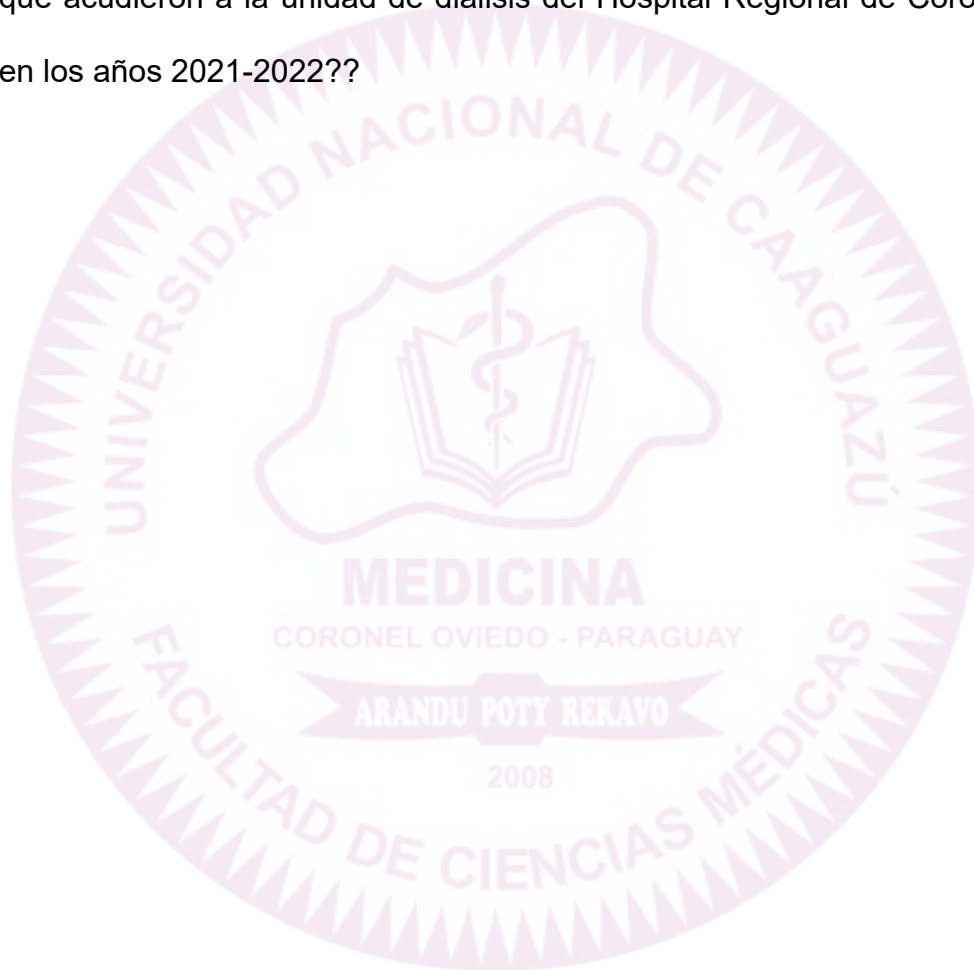 que acudieron a la unidad de diálisis del Hospital Regional de Coro
en los años 2021-2022??
UNIVERSIDAD NACIONAL DE CAAGUAZÚ
MEDICINA
CORONEL OVIEDO - PARAGUAY
ARANDU POTY REKAVO
2008
FACULTAD DE CIENCIAS MÉDICAS